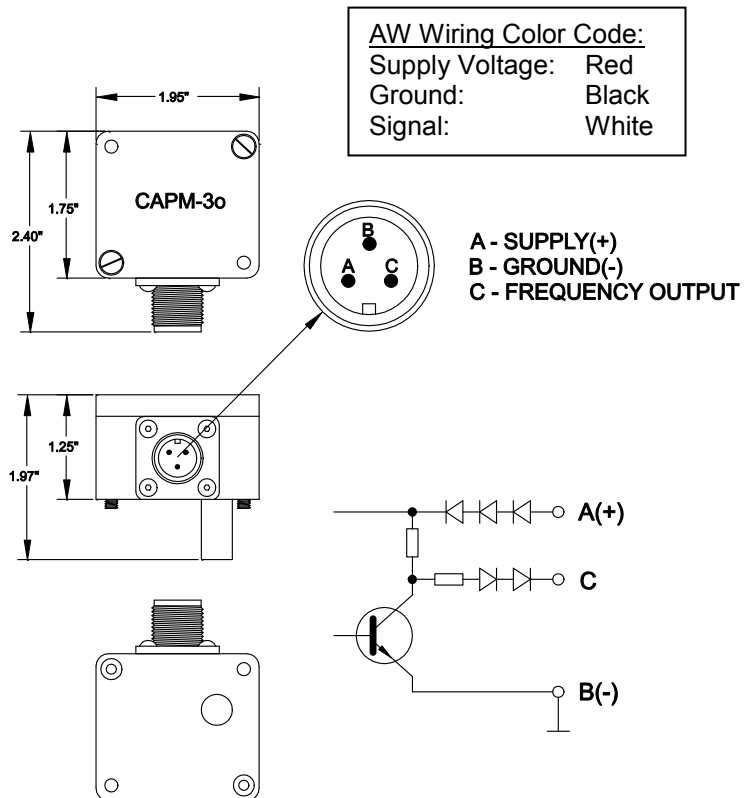 AW Wiring Color Code:
Supply Voltage: Red
Ground: Black
Signal: White
1.95"
1.75"
2.40"
CAPM-3o
B
A
C
A - SUPPLY(+)
B - GROUND(-)
C - FREQUENCY OUTPUT
1.25"
1.97"
A(+)
C
B(-)